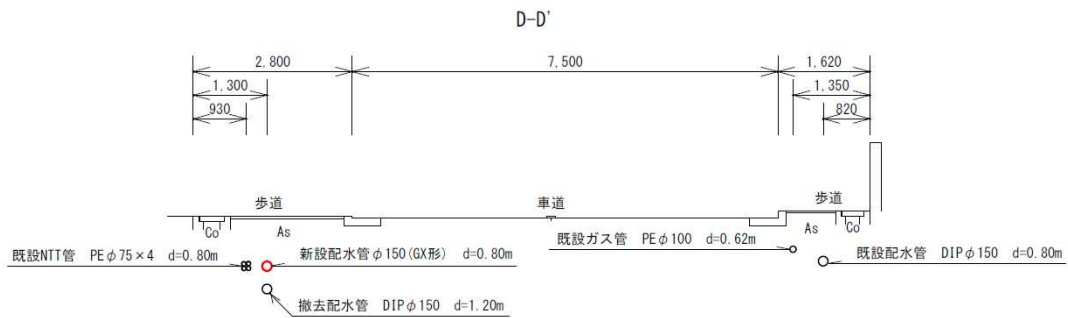 D-D'
2,800
7,500
1,620
1,300
1,350
930
820
歩道
車道
歩道
Co
As
As
Co
既設ガス管 PEφ100 d=0.62m
既設NTT管 PEφ75×4 d=0.80m
新設配水管φ150(GX形) d=0.80m
既設配水管 DIPφ150 d=0.80m
撤去配水管 DIPφ150 d=1.20m